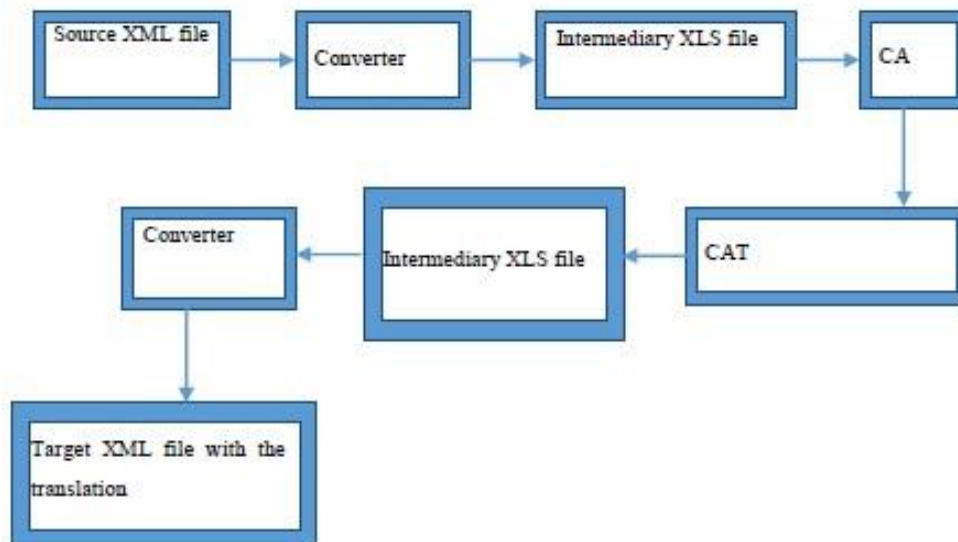 Source XML file
Converter
Intermediary XLS file
CA
CAT
Intermediary XLS file
Converter
Target XML file with the
translation